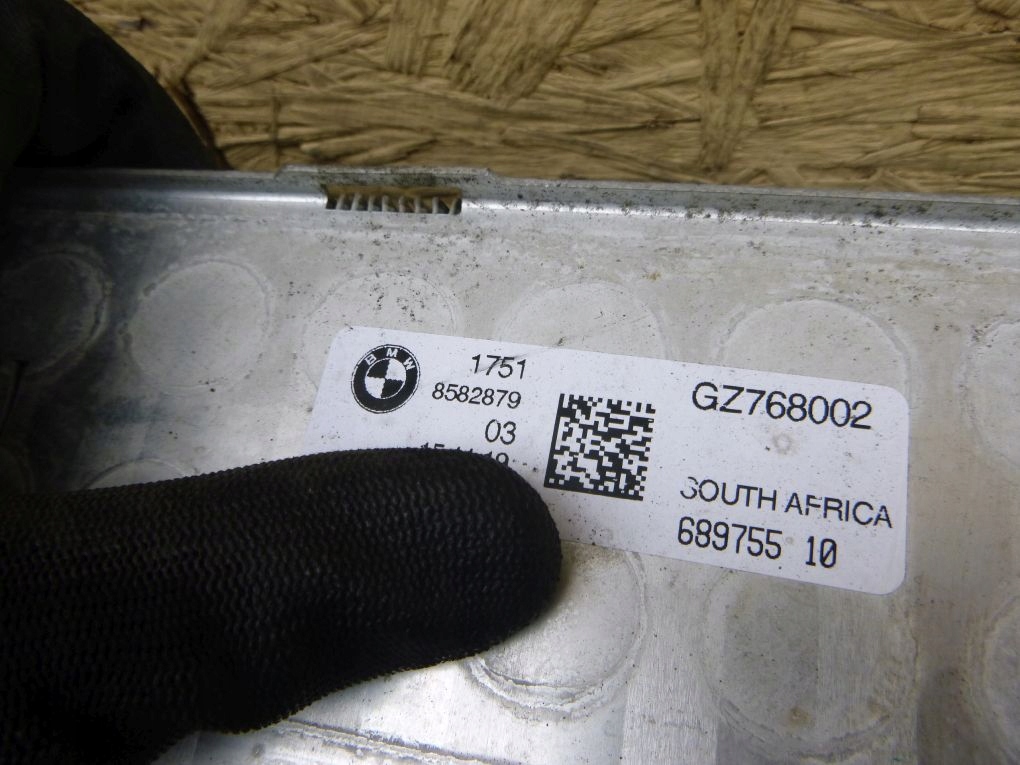 BMW
1751
8582879
03
GZ768002
SOUTH AFRICA
689755 10